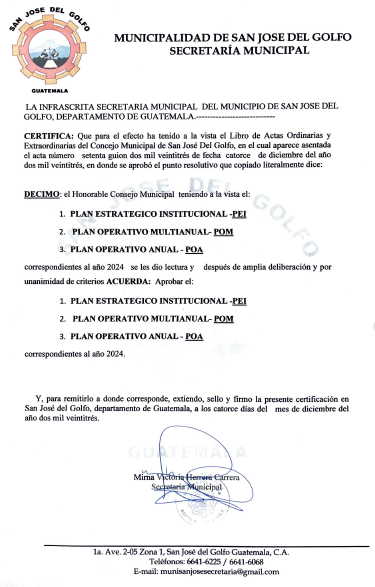 SAN JOSE DEL GOLFO
GUATEMALA
MUNICIPALIDAD DE SAN JOSE DEL GOLFO
SECRETARÍA MUNICIPAL
LA INFRASCRITA SECRETARIA MUNICIPAL DEL MUNICIPIO DE SAN JOSE DEL
GOLFO, DEPARTAMENTO DE GUATEMALA.---------------------------
CERTIFICA: Que para el efecto ha tenido a la vista el Libro de Actas Ordinarias y
Extraordinarias del Concejo Municipal de San José Del Golfo, en el cual aparece asentada
el acta número setenta guion dos mil veintitrés de fecha catorce de diciembre del año
dos mil veintitrés, en donde se aprobó el punto resolutivo que copiado literalmente dice:
DECIMO: el Honorable Consejo Municipal teniendo a la vista el:
SAN JOSE DEL GOLFO
1. PLAN ESTRATEGICO INSTITUCIONAL -PEI
2. PLAN OPERATIVO MULTIANUAL- POM
3. PLAN OPERATIVO ANUAL - POA
correspondientes al año 2024 se les dio lectura y después de amplia deliberación y por
unanimidad de criterios ACUERDA: Aprobar el:
1. PLAN ESTRATEGICO INSTITUCIONAL -PEI
2. PLAN OPERATIVO MULTIANUAL- POM
3. PLAN OPERATIVO ANUAL - POA
correspondientes al año 2024.
Y, para remitirlo a donde corresponde, extiendo, sello y firmo la presente certificación en
San José del Golfo, departamento de Guatemala, a los catorce días del mes de diciembre del
año dos mil veintitrés.
GUATEMALA
Mirna Victoria Herrera Carrera
Secretaria Municipal
1a. Ave. 2-05 Zona 1, San José del Golfo Guatemala, C.A.
Teléfonos: 6641-6225 / 6641-6068
E-mail: munisanjosesecretaria@gmail.com